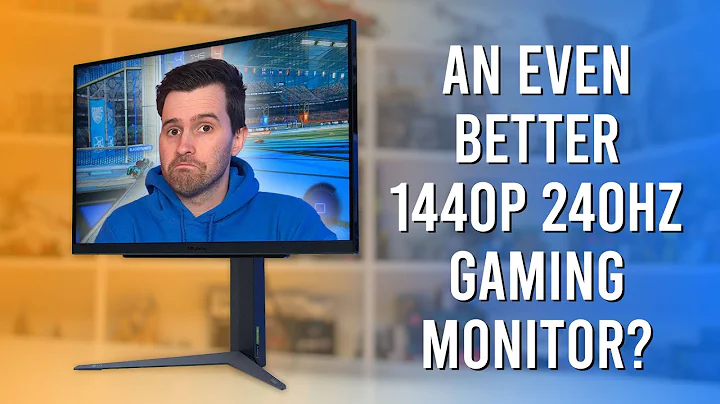 AN EVEN
BETTER
1440P 240HZ
GAMING
MONITOR?